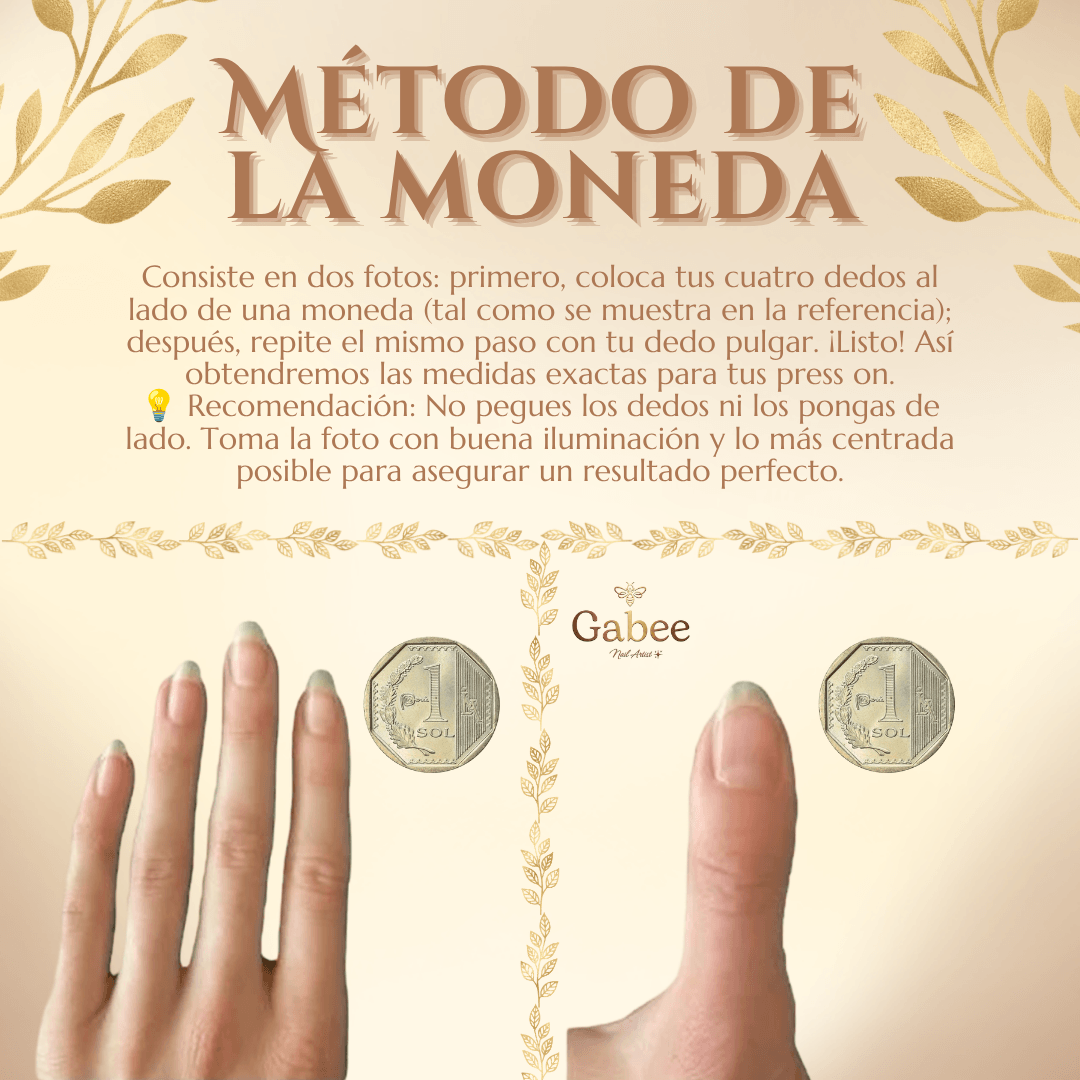 MÉTODO DE
LA MONEDA
Consiste en dos fotos: primero, coloca tus cuatro dedos al
lado de una moneda (tal como se muestra en la referencia);
después, repite el mismo paso con tu dedo pulgar. ¡Listo! Así
obtendremos las medidas exactas para tus press on.
💡 Recomendación: No pegues los dedos ni los pongas de
lado. Toma la foto con buena iluminación y lo más centrada
posible para asegurar un resultado perfecto.
Gabee
Nail Artist
1
SOL
1
SOL